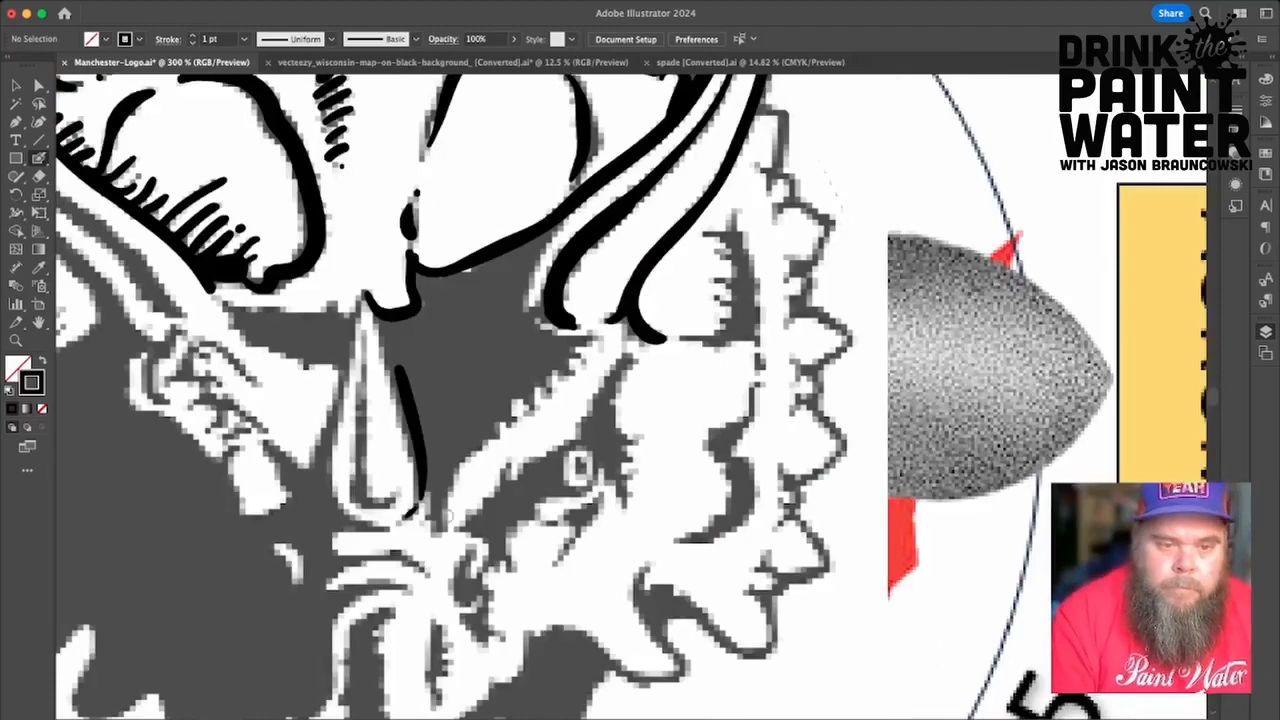 Adobe Illustrator 2024
Share
No Selection
Stroke:
1 pt
Uniform
Basic
Opacity:
100%
Style:
Document Setup
Preferences
Manchester-Logo.ai* @ 300 % (RGB/Preview)
vecteezy_wisconsin-map-on-black-background_ [Converted].ai* @ 12.5 % (RGB/Preview)
spade [Converted].ai @ 14.82 % (CMYK/Preview)
DRINK the
PAINT
WATER
WITH JASON BRAUNCOWSKI
5
YEAH
Paint Water